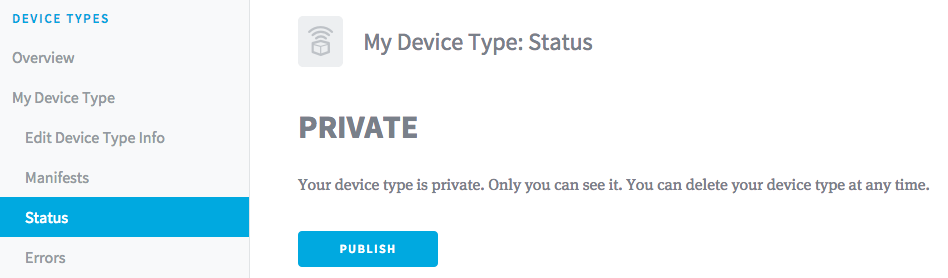 DEVICE TYPES
Overview
My Device Type
Edit Device Type Info
Manifests
Status
Errors
My Device Type: Status
PRIVATE
Your device type is private. Only you can see it. You can delete your device type at any time.
PUBLISH